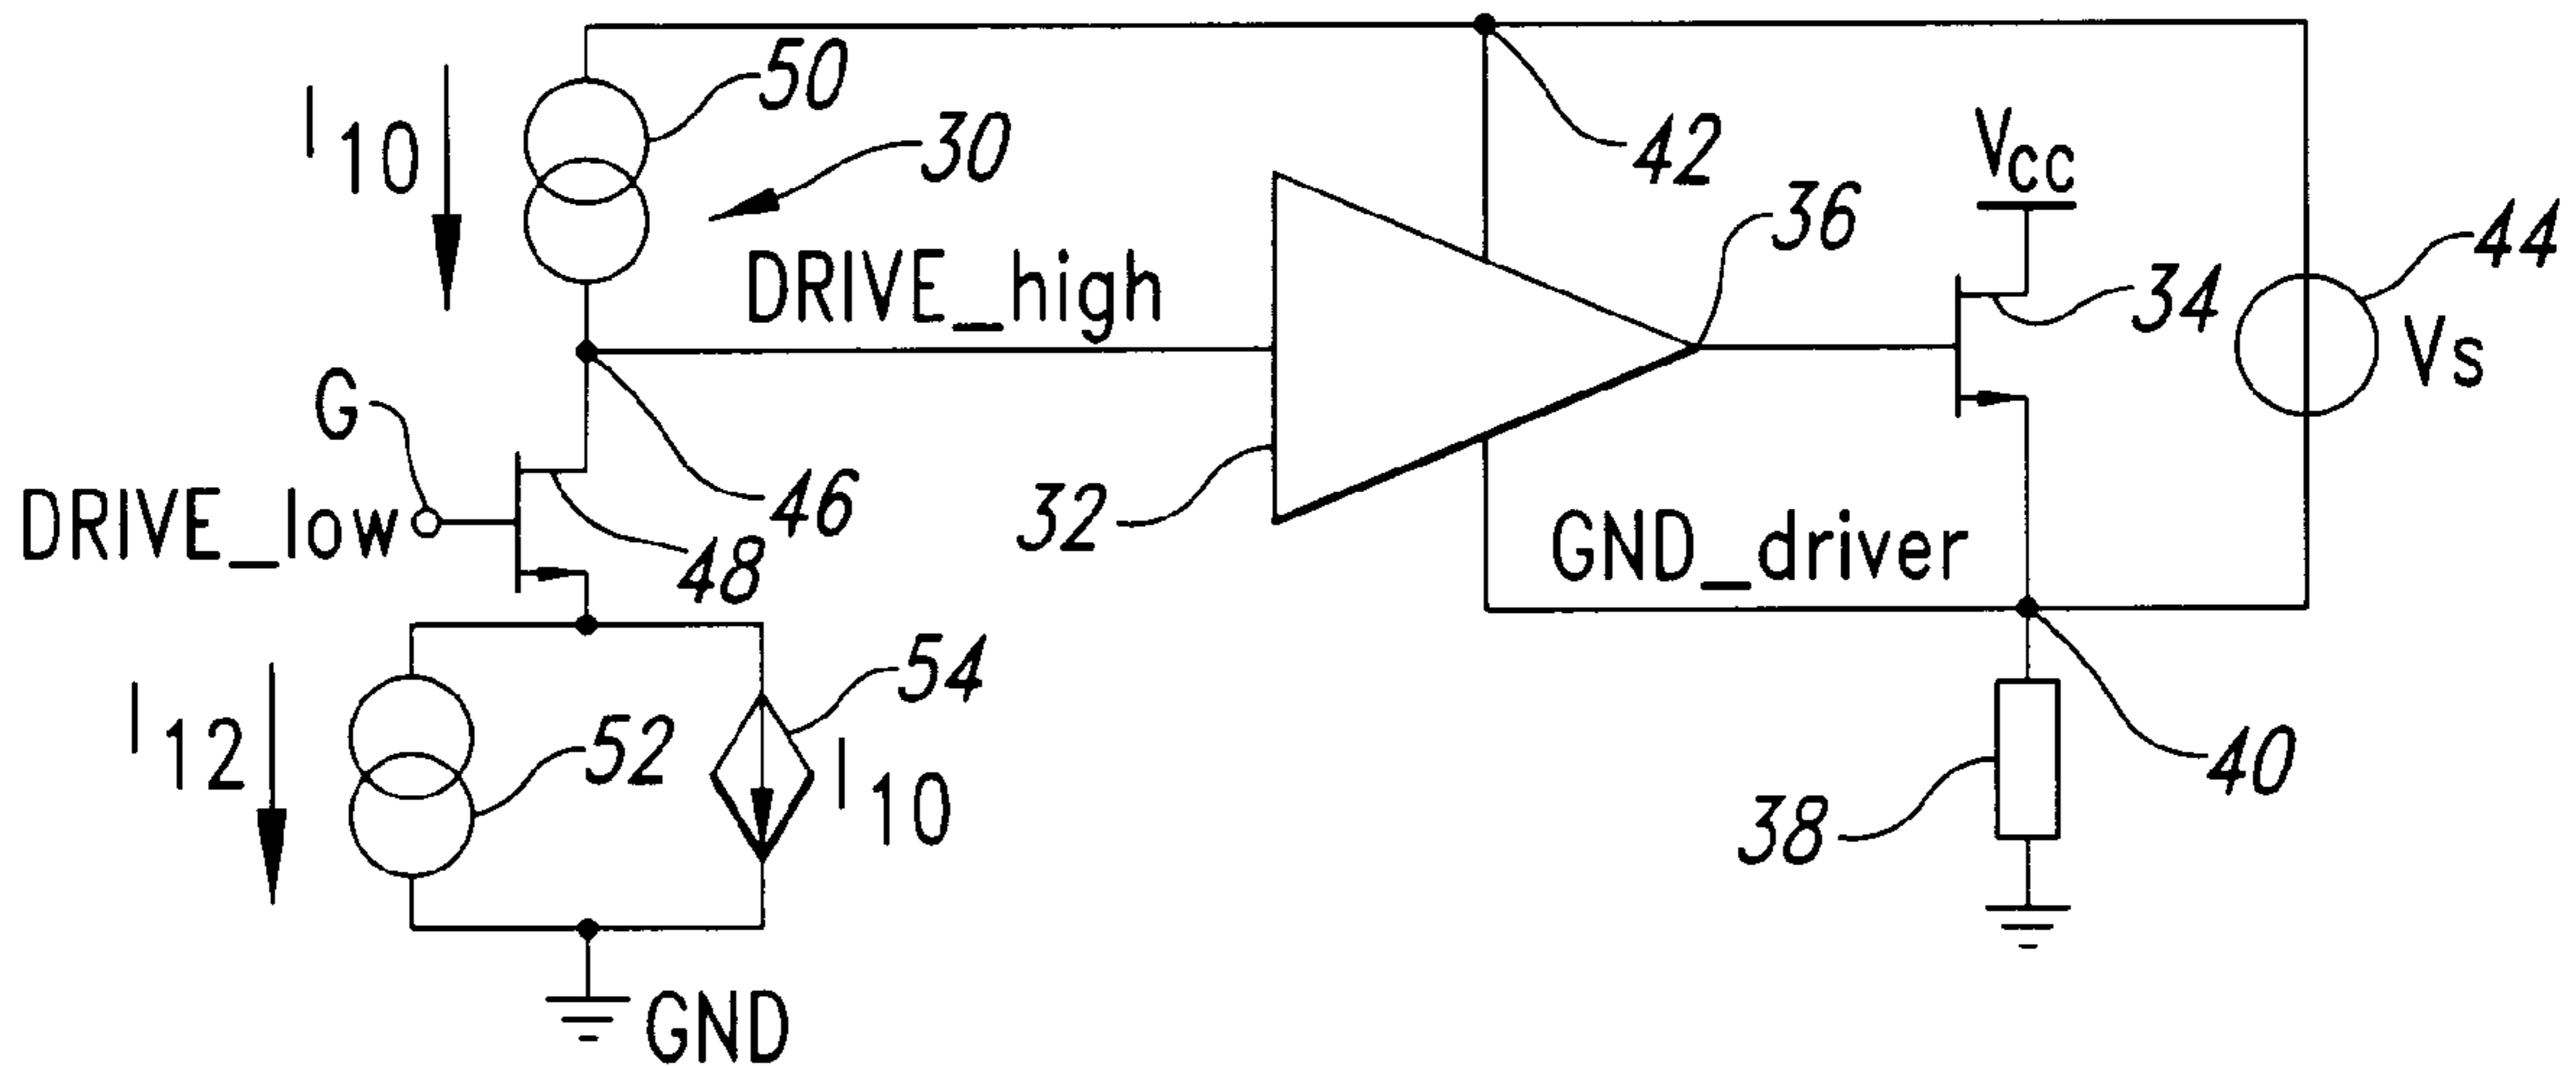 50
I10
30
42
VCC
36
44
DRIVE_high
34
Vs
G
46
DRIVE_low
32
48
GND_driver
54
I12
52
I10
40
38
GND